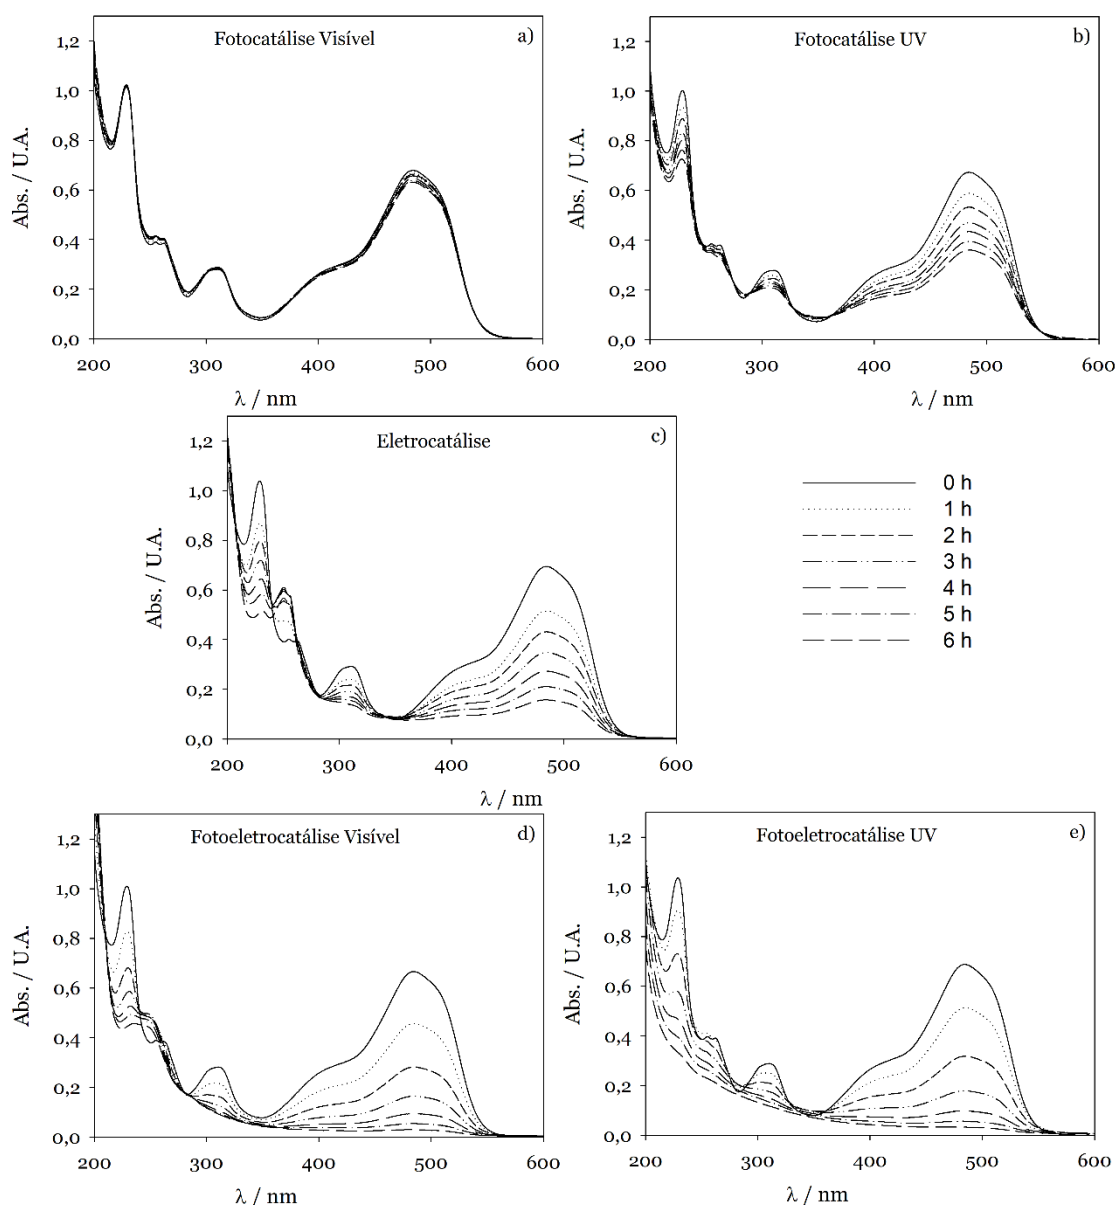 Fotocatálise Visível
a)
Abs. / U.A.
1,2
1,0
0,8
0,6
0,4
0,2
0,0
200
300
400
500
600
λ / nm
Fotocatálise UV
b)
Abs. / U.A.
1,2
1,0
0,8
0,6
0,4
0,2
0,0
200
300
400
500
600
λ / nm
Eletrocatálise
c)
Abs. / U.A.
1,2
1,0
0,8
0,6
0,4
0,2
0,0
200
300
400
500
600
λ / nm
0 h
1 h
2 h
3 h
4 h
5 h
6 h
Fotoeletrocatálise Visível
d)
Abs. / U.A.
1,2
1,0
0,8
0,6
0,4
0,2
0,0
200
300
400
500
600
λ / nm
Fotoeletrocatálise UV
e)
Abs. / U.A.
1,2
1,0
0,8
0,6
0,4
0,2
0,0
200
300
400
500
600
λ / nm